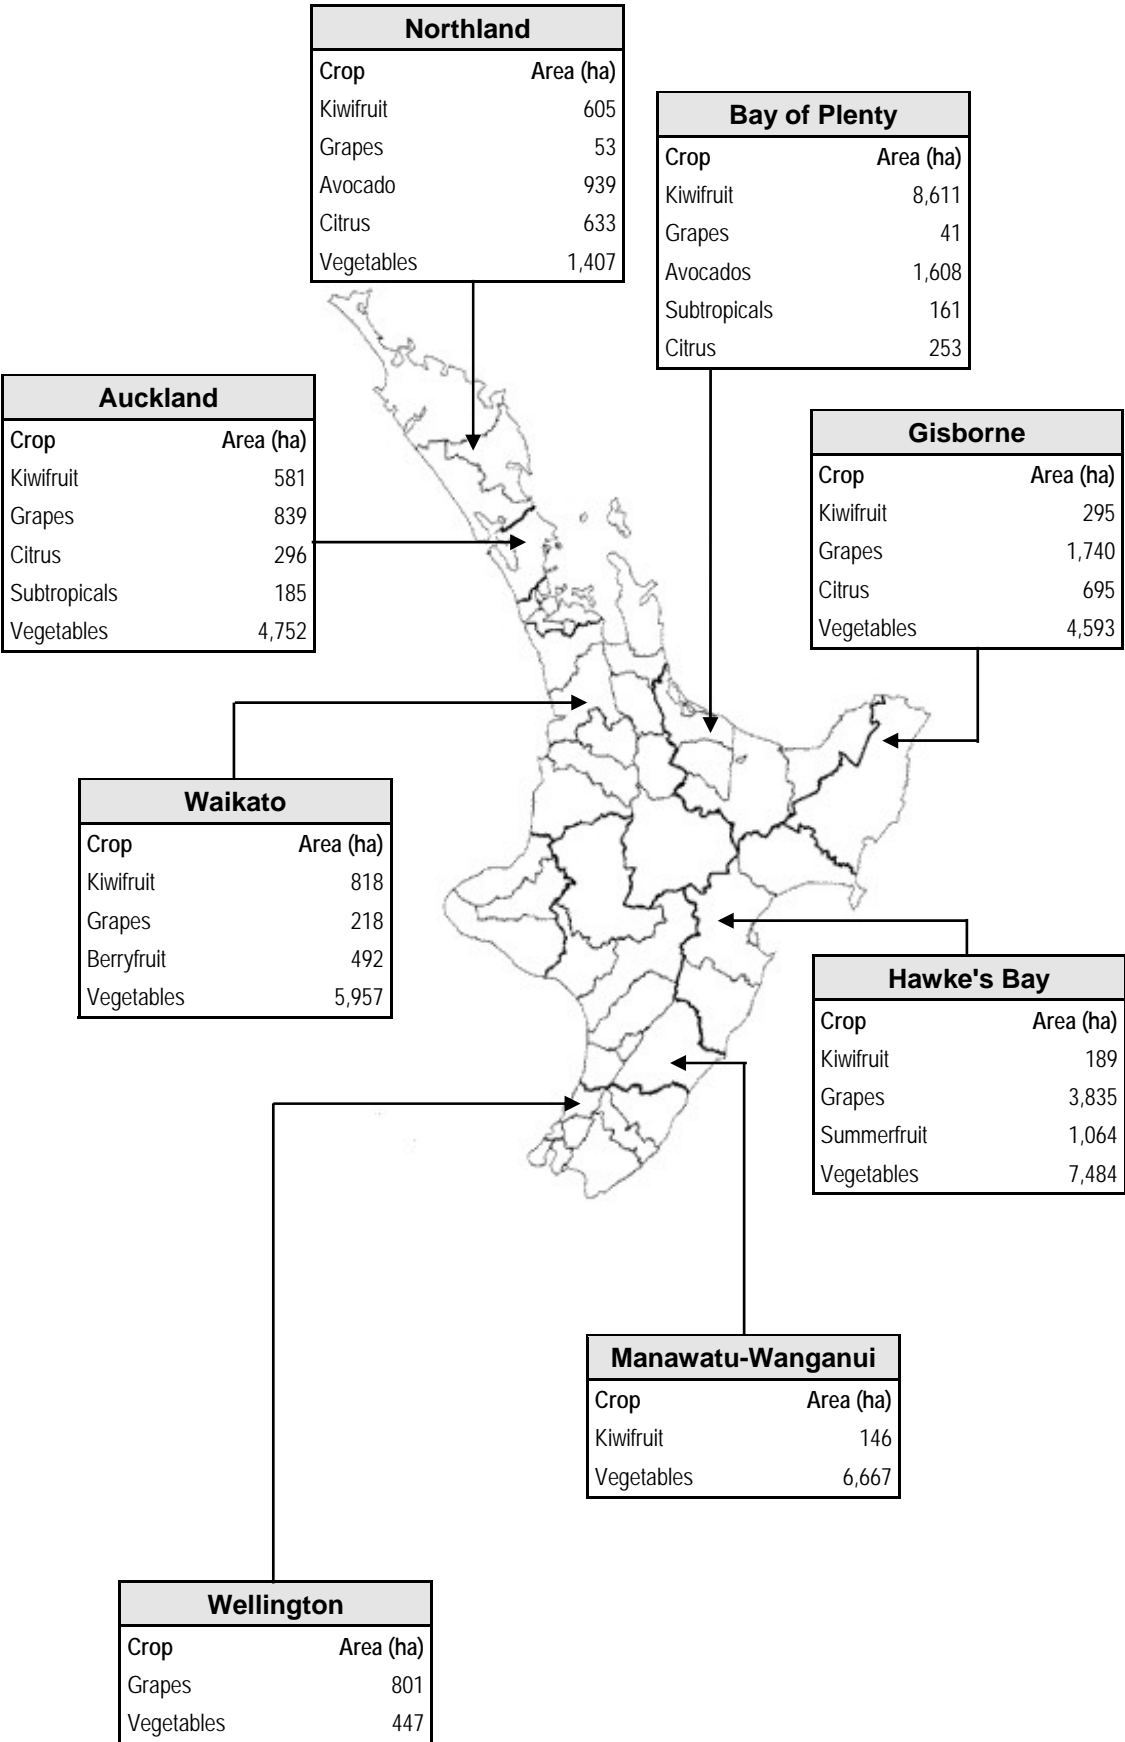 Northland
Crop Area (ha)
Kiwifruit 605
Grapes 53
Avocado 939
Citrus 633
Vegetables 1,407
Bay of Plenty
Crop Area (ha)
Kiwifruit 8,611
Grapes 41
Avocados 1,608
Subtropicals 161
Citrus 253
Auckland
Crop Area (ha)
Kiwifruit 581
Grapes 839
Citrus 296
Subtropicals 185
Vegetables 4,752
Gisborne
Crop Area (ha)
Kiwifruit 295
Grapes 1,740
Citrus 695
Vegetables 4,593
Waikato
Crop Area (ha)
Kiwifruit 818
Grapes 218
Berryfruit 492
Vegetables 5,957
Hawke's Bay
Crop Area (ha)
Kiwifruit 189
Grapes 3,835
Summerfruit 1,064
Vegetables 7,484
Manawatu-Wanganui
Crop Area (ha)
Kiwifruit 146
Vegetables 6,667
Wellington
Crop Area (ha)
Grapes 801
Vegetables 447